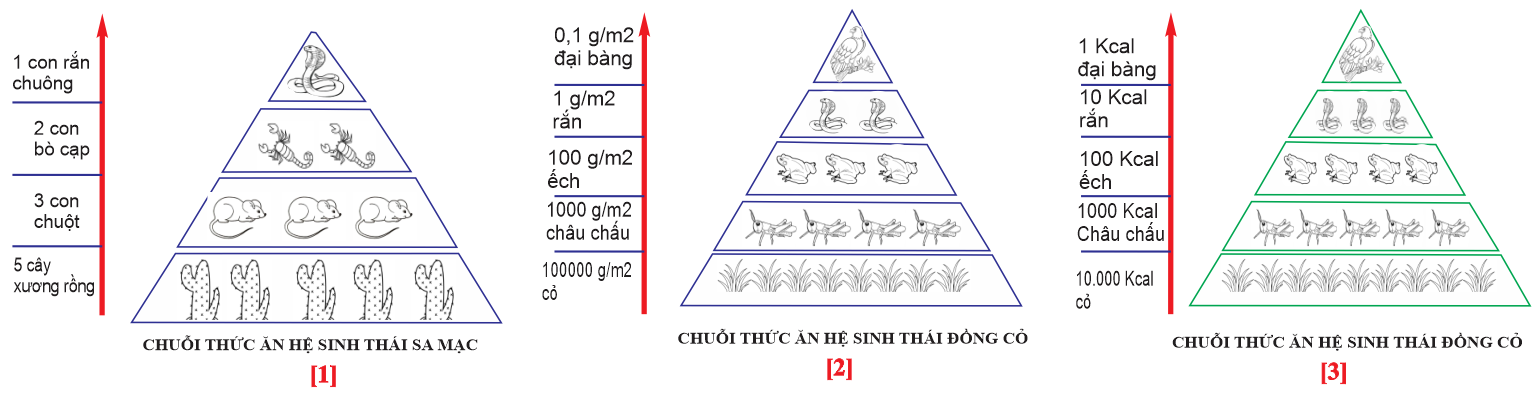 1 con rắn
chuông
2 con
bò cạp
3 con
chuột
5 cây
xương rồng
CHUỖI THỨC ĂN HỆ SINH THÁI SA MẠC
[1]
0,1 g/m2
đại bàng
1 g/m2
rắn
100 g/m2
ếch
1000 g/m2
châu chấu
100000 g/m2
cỏ
CHUỖI THỨC ĂN HỆ SINH THÁI ĐỒNG CỎ
[2]
1 Kcal
đại bàng
10 Kcal
rắn
100 Kcal
ếch
1000 Kcal
Châu chấu
10.000 Kcal
cỏ
CHUỖI THỨC ĂN HỆ SINH THÁI ĐỒNG CỎ
[3]